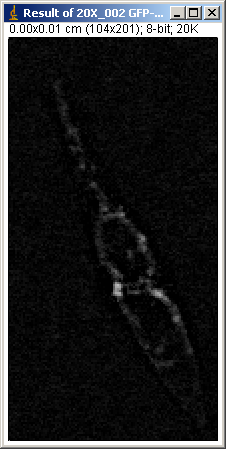 Result of 20X_002 GFP-...
0.00x0.01 cm (104x201); 8-bit; 20K